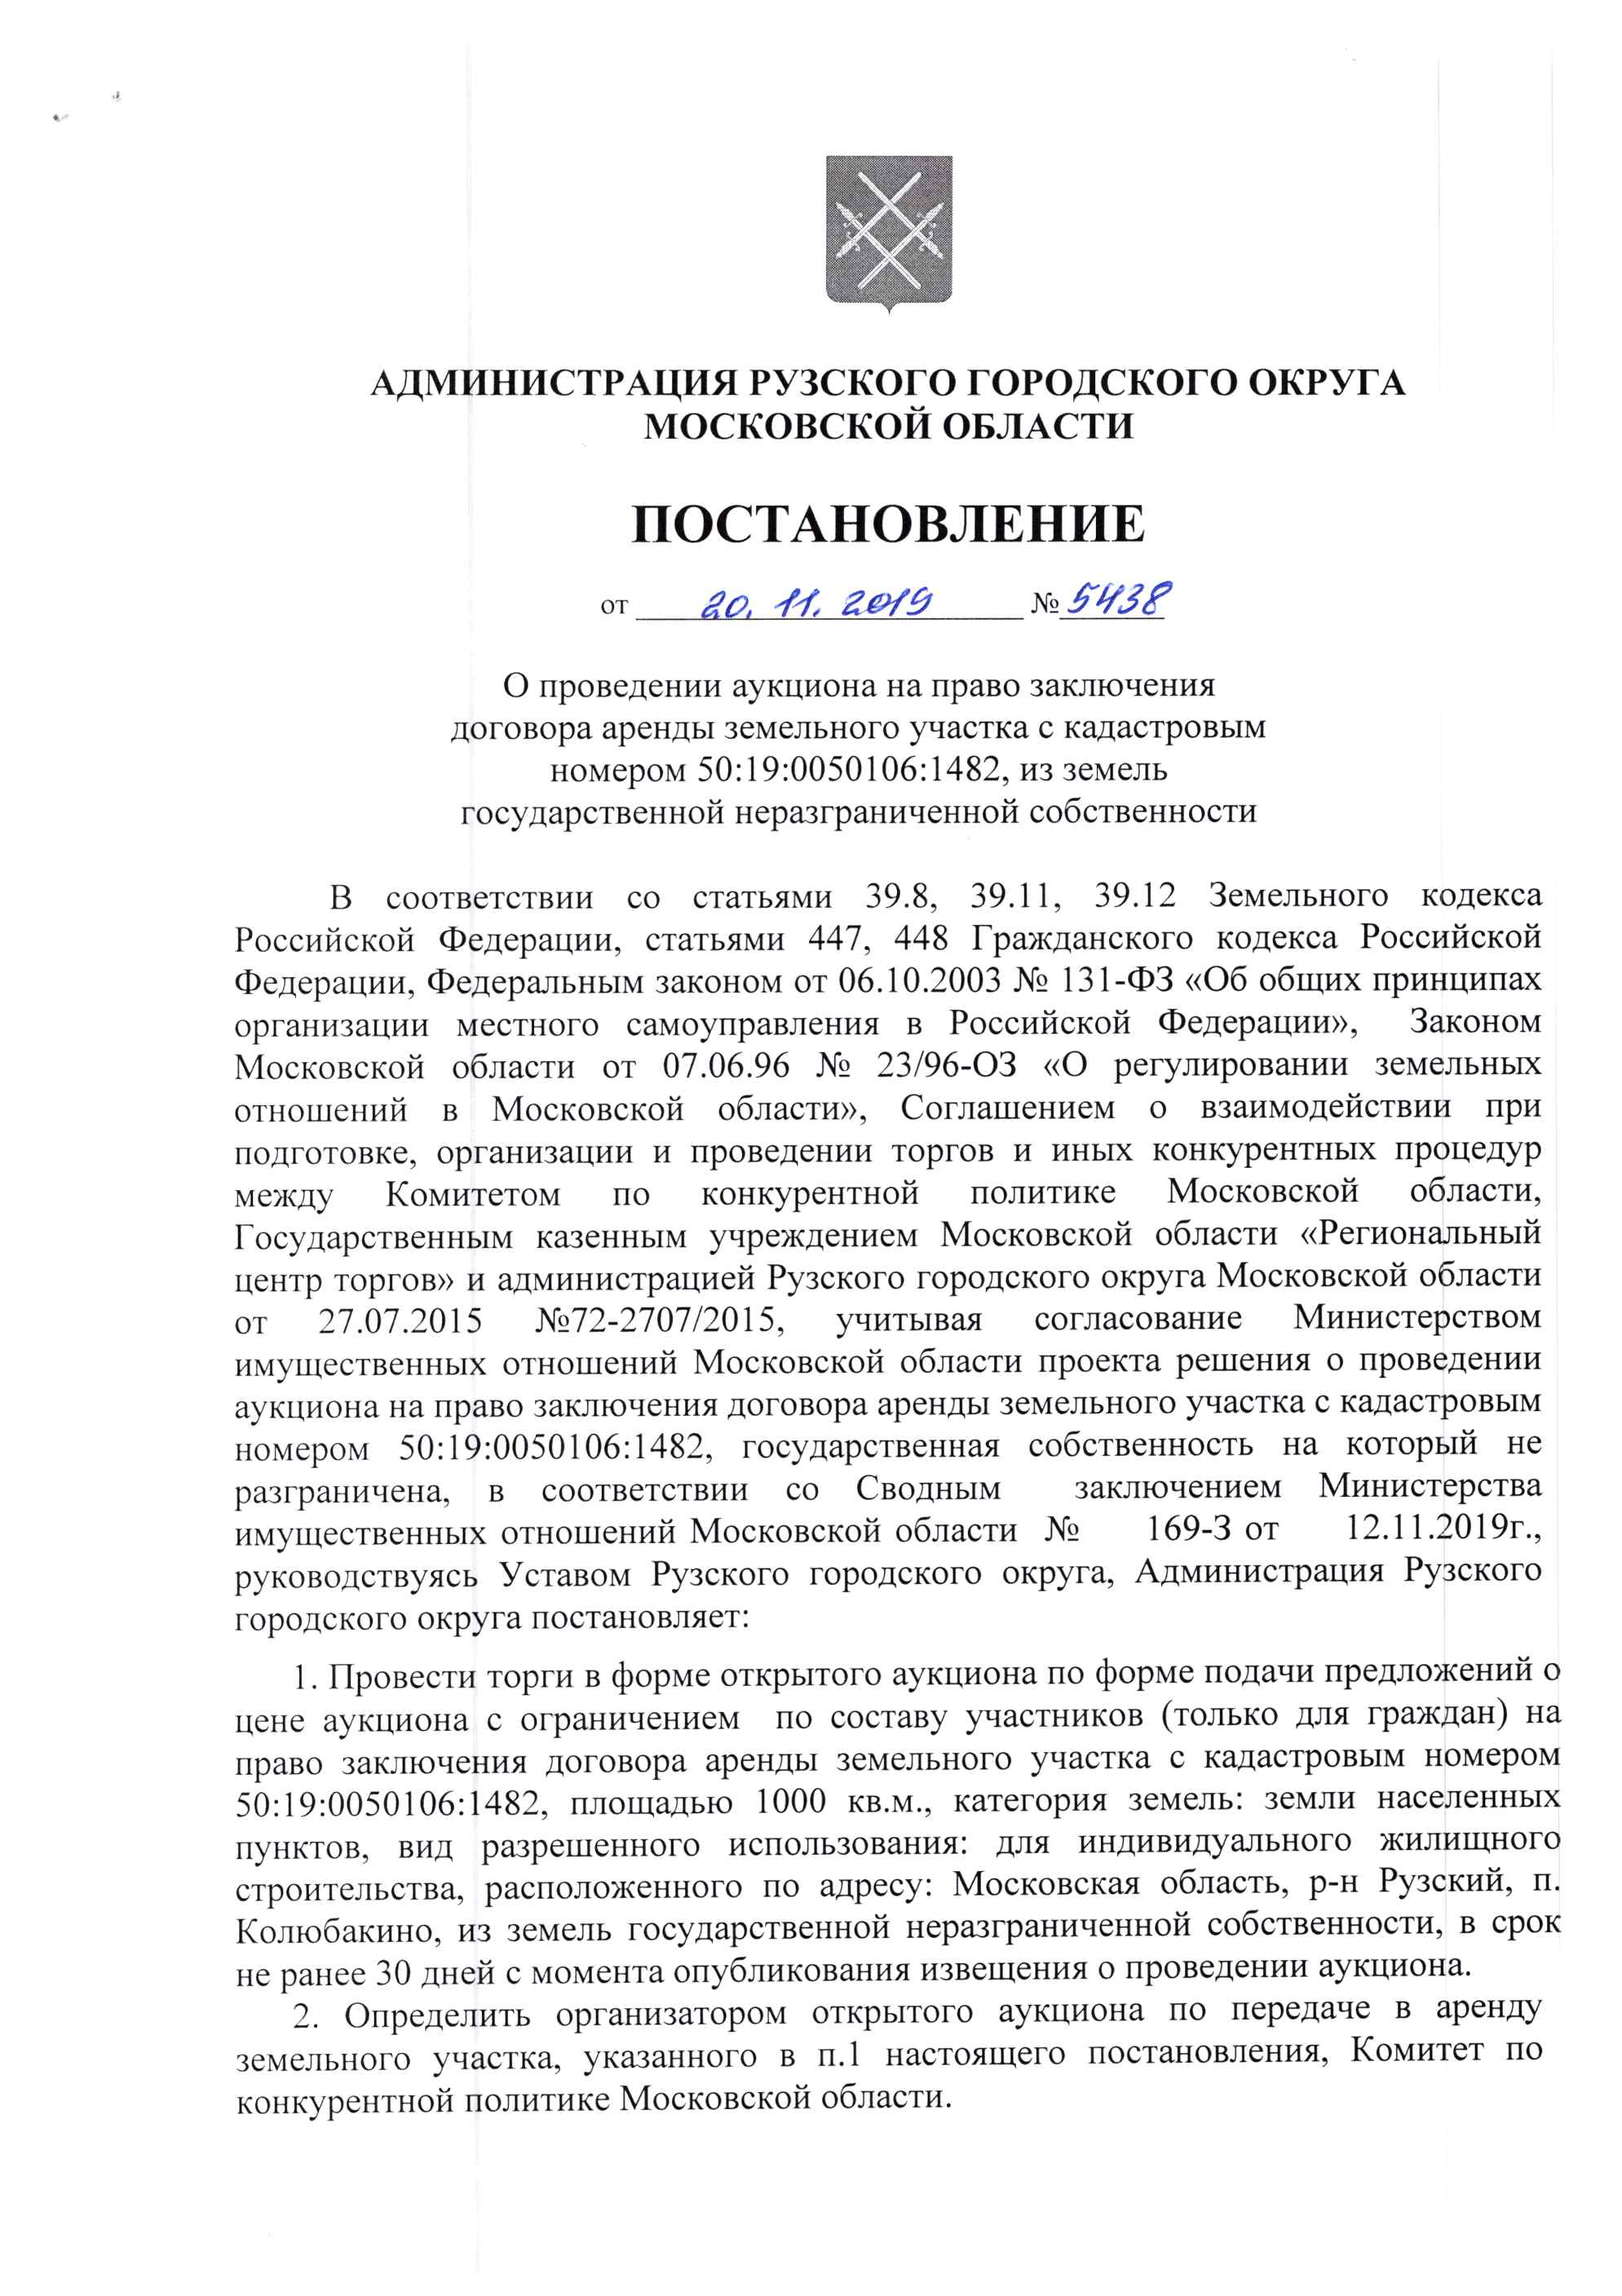 АДМИНИСТРАЦИЯ РУЗСКОГО ГОРОДСКОГО ОКРУГА
МОСКОВСКОЙ ОБЛАСТИ
ПОСТАНОВЛЕНИЕ
от 20.11.2019 № 5438
О проведении аукциона на право заключения
договора аренды земельного участка с кадастровым
номером 50:19:0050106:1482, из земель
государственной неразграниченной собственности
В соответствии со статьями 39.8, 39.11, 39.12 Земельного кодекса
Российской Федерации, статьями 447, 448 Гражданского кодекса Российской
Федерации, Федеральным законом от 06.10.2003 № 131-ФЗ «Об общих принципах
организации местного самоуправления в Российской Федерации», Законом
Московской области от 07.06.96 № 23/96-ОЗ «О регулировании земельных
отношений в Московской области», Соглашением о взаимодействии при
подготовке, организации и проведении торгов и иных конкурентных процедур
между Комитетом по конкурентной политике Московской области,
Государственным казенным учреждением Московской области «Региональный
центр торгов» и администрацией Рузского городского округа Московской области
от 27.07.2015 №72-2707/2015, учитывая согласование Министерством
имущественных отношений Московской области проекта решения о проведении
аукциона на право заключения договора аренды земельного участка с кадастровым
номером 50:19:0050106:1482, государственная собственность на который не
разграничена, в соответствии со Сводным заключением Министерства
имущественных отношений Московской области № 169-З от 12.11.2019г.,
руководствуясь Уставом Рузского городского округа, Администрация Рузского
городского округа постановляет:
1. Провести торги в форме открытого аукциона по форме подачи предложений о
цене аукциона с ограничением по составу участников (только для граждан) на
право заключения договора аренды земельного участка с кадастровым номером
50:19:0050106:1482, площадью 1000 кв.м., категория земель: земли населенных
пунктов, вид разрешенного использования: для индивидуального жилищного
строительства, расположенного по адресу: Московская область, р-н Рузский, п.
Колюбакино, из земель государственной неразграниченной собственности, в срок
не ранее 30 дней с момента опубликования извещения о проведении аукциона.
2. Определить организатором открытого аукциона по передаче в аренду
земельного участка, указанного в п.1 настоящего постановления, Комитет по
конкурентной политике Московской области.